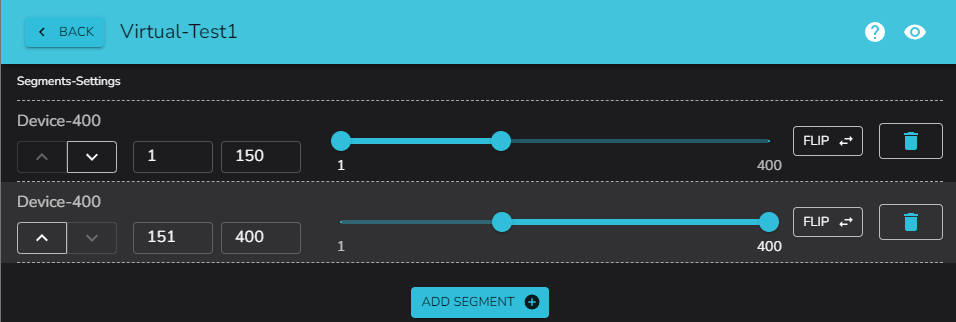 BACK Virtual-Test1
Segments-Settings
Device-400
1 150 FLIP
1 400
Device-400
151 400 FLIP
1 400
ADD SEGMENT